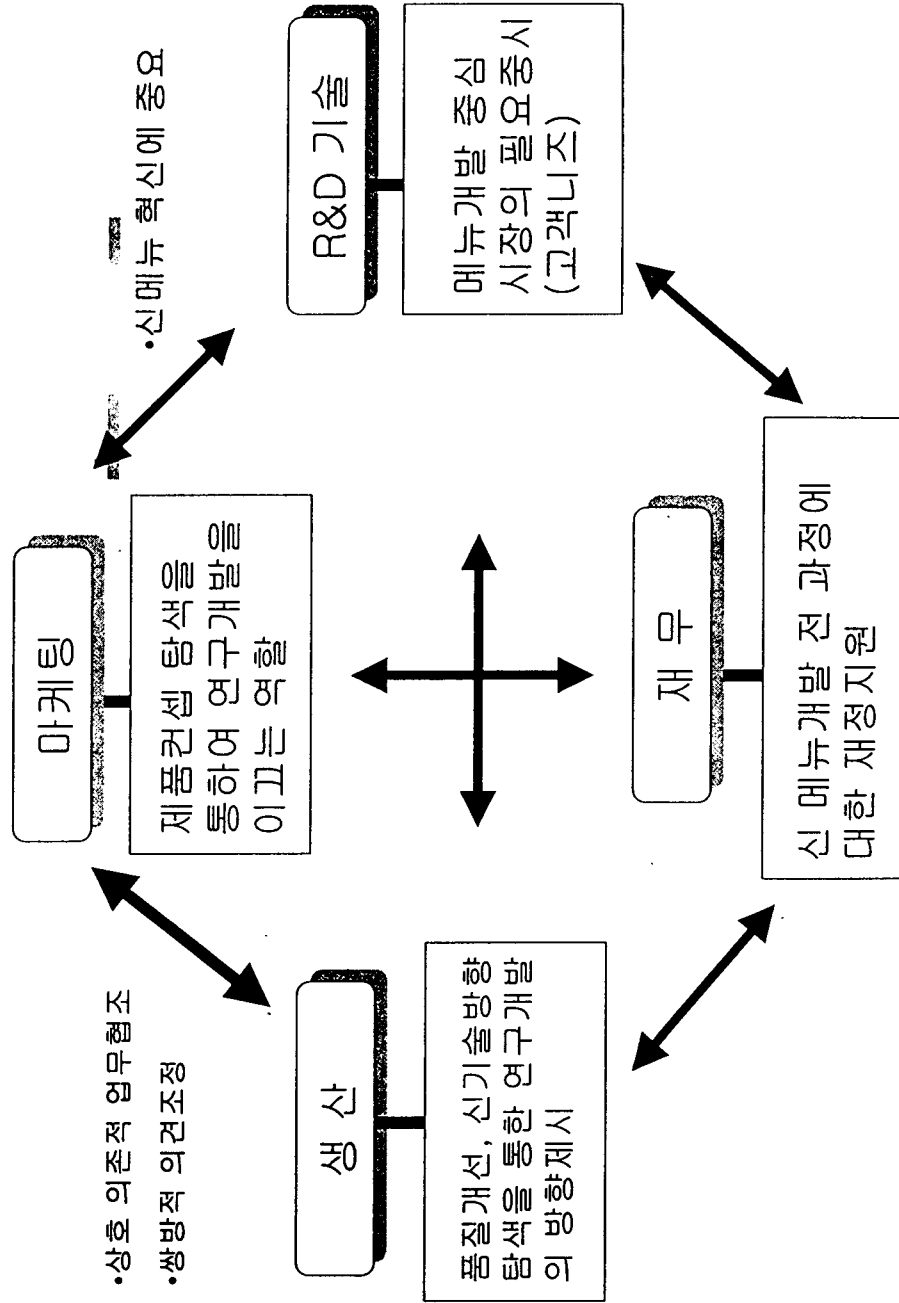 마케팅
제품컨셉 탐색을
통하여 연구개발을
이끄는 역할
•상호 의존적 업무협조
•쌍방적 의견조정
•신메뉴 혁신에 중요
생 산
품질개선, 신기술방향
탐색을 통한 연구개발
의 방향제시
R&D 기술
메뉴개발 중심
시장의 필요중시
(고객니즈)
재 무
신 메뉴개발 전 과정에
대한 재정지원